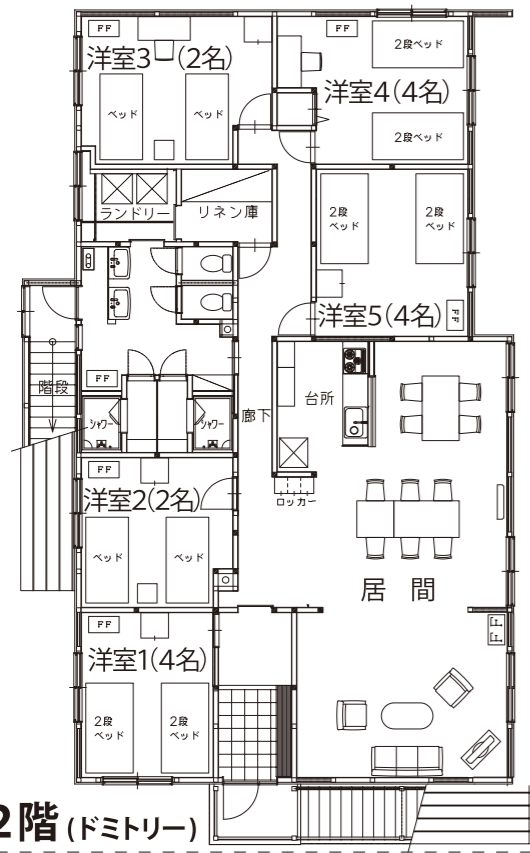 FF
洋室3 (2名)
ベッド
ベッド
FF
2段ベッド
洋室4(4名)
2段ベッド
ランドリー
リネン庫
2段
ベッド
2段
ベッド
洋室5(4名)
FF
階段
FF
シャワー
シャワー
廊下
台所
ロッカー
FF
洋室2(2名)
ベッド
ベッド
居間
FF
洋室1(4名)
2段
ベッド
2段
ベッド
2階(ドミトリー)